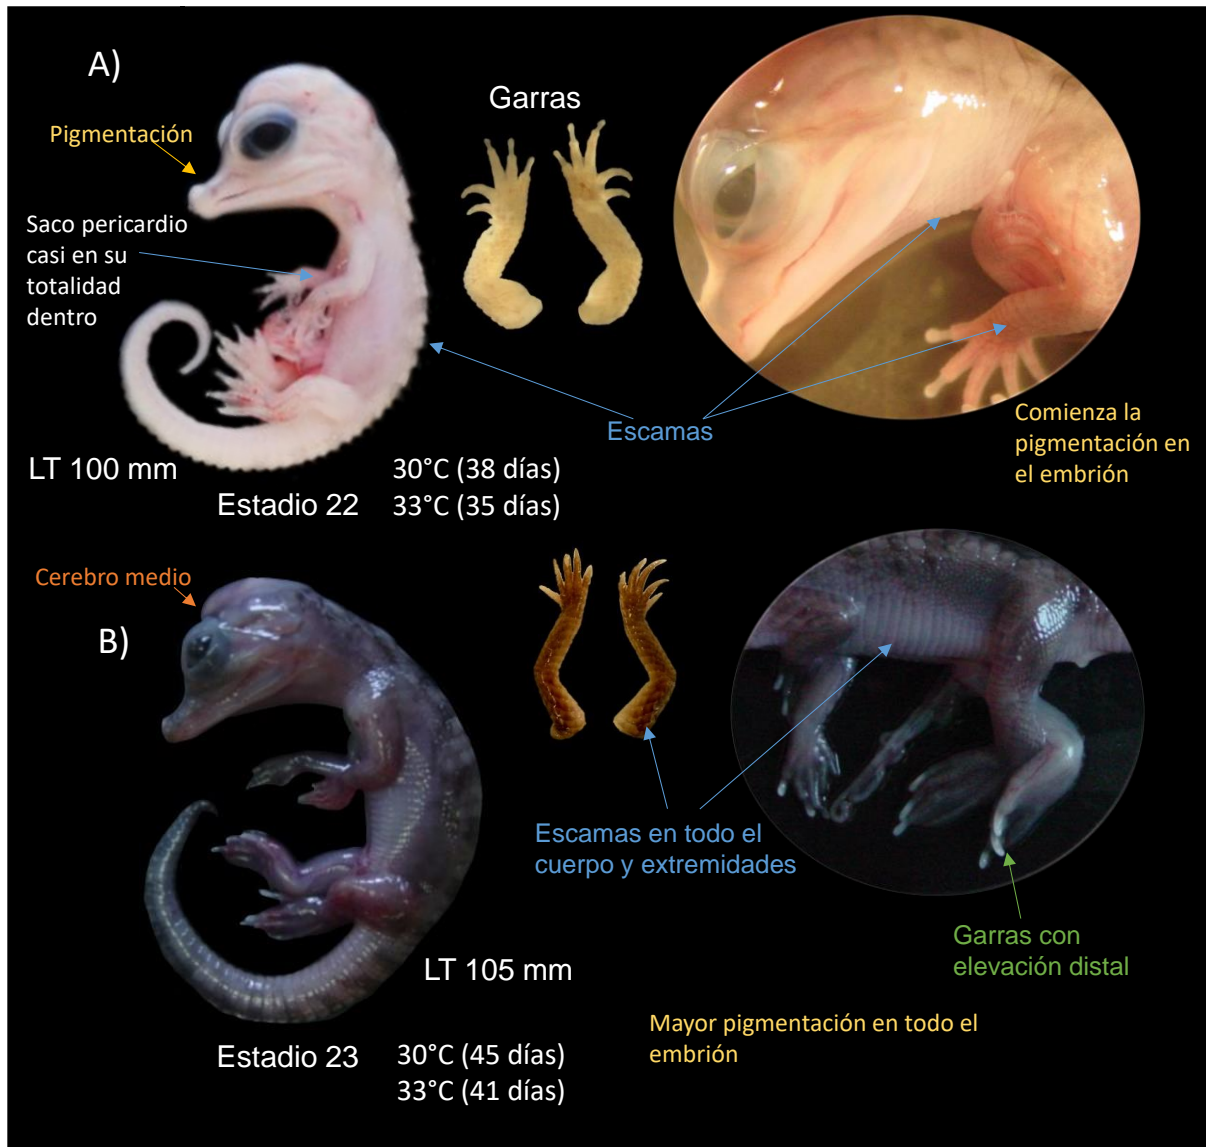 A)
Garras
Pigmentación
Saco pericardio
casi en su
totalidad
dentro
Escamas
Comienza la
pigmentación en
el embrión
LT 100 mm
30°C (38 días)
Estadio 22
33°C (35 días)
Cerebro medio
B)
Escamas en todo el
cuerpo y extremidades
Garras con
elevación distal
LT 105 mm
Mayor pigmentación en todo el
embrión
Estadio 23
30°C (45 días)
33°C (41 días)